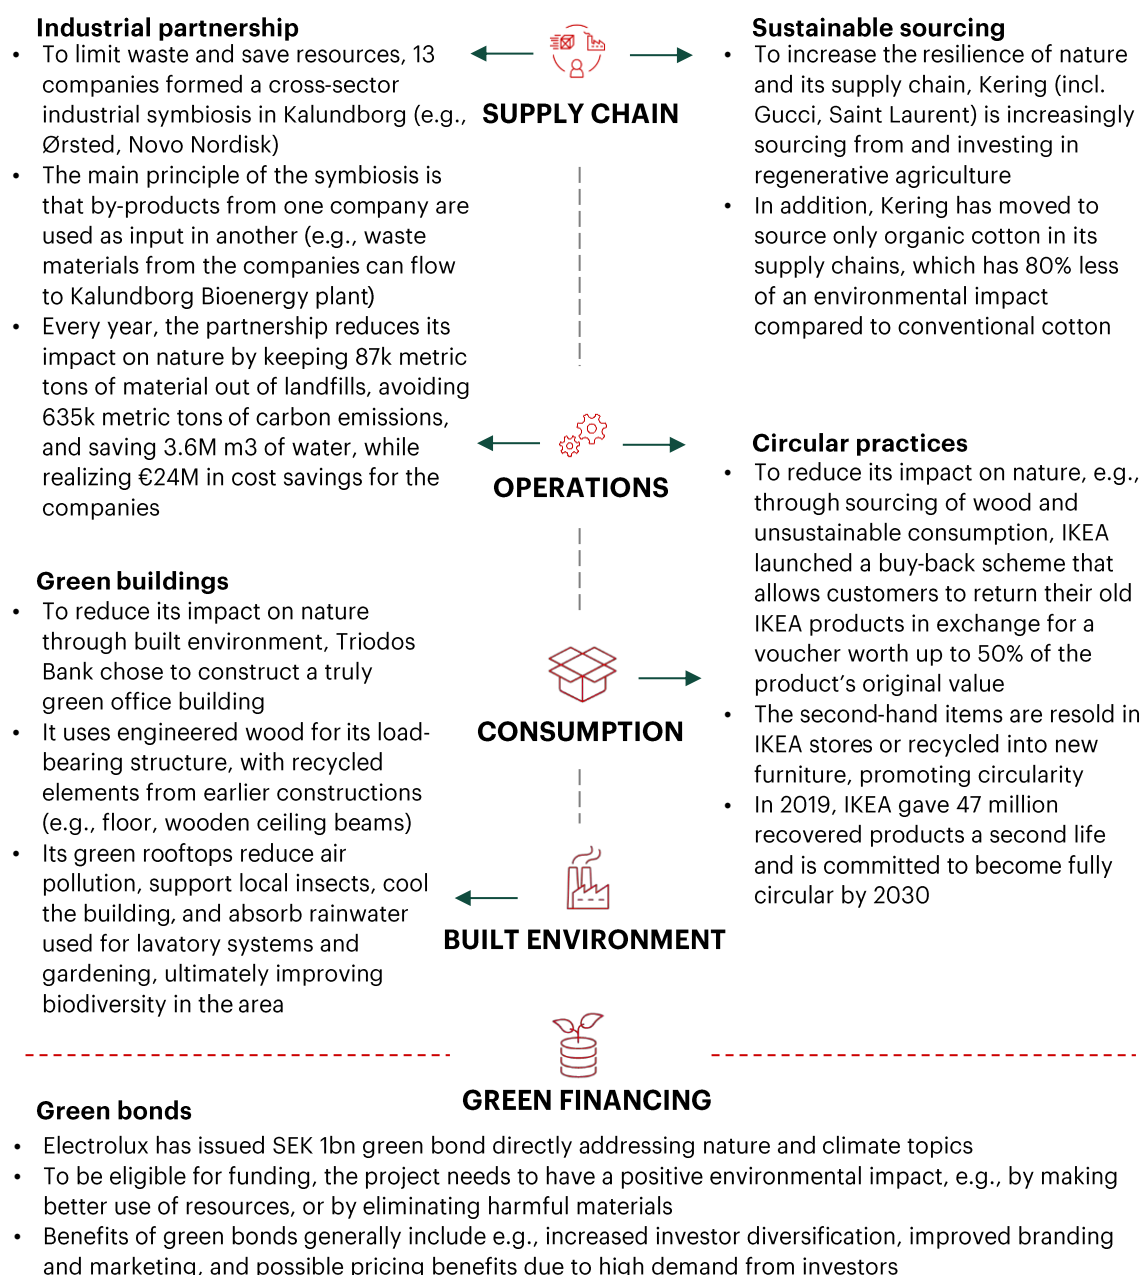 Industrial partnership
• To limit waste and save resources, 13
companies formed a cross-sector
industrial symbiosis in Kalundborg (e.g.,
Ørsted, Novo Nordisk)
• The main principle of the symbiosis is
that by-products from one company are
used as input in another (e.g., waste
materials from the companies can flow
to Kalundborg Bioenergy plant)
• Every year, the partnership reduces its
impact on nature by keeping 87k metric
tons of material out of landfills, avoiding
635k metric tons of carbon emissions,
and saving 3.6M m3 of water, while
realizing €24M in cost savings for the
companies
Green buildings
• To reduce its impact on nature
through built environment, Triodos
Bank chose to construct a truly
green office building
• It uses engineered wood for its load-
bearing structure, with recycled
elements from earlier constructions
(e.g., floor, wooden ceiling beams)
• Its green rooftops reduce air
pollution, support local insects, cool
the building, and absorb rainwater
used for lavatory systems and
gardening, ultimately improving
biodiversity in the area
SUPPLY CHAIN
OPERATIONS
CONSUMPTION
BUILT ENVIRONMENT
Sustainable sourcing
• To increase the resilience of nature
and its supply chain, Kering (incl.
Gucci, Saint Laurent) is increasingly
sourcing from and investing in
regenerative agriculture
• In addition, Kering has moved to
source only organic cotton in its
supply chains, which has 80% less
of an environmental impact
compared to conventional cotton
Circular practices
• To reduce its impact on nature, e.g.,
through sourcing of wood and
unsustainable consumption, IKEA
launched a buy-back scheme that
allows customers to return their old
IKEA products in exchange for a
voucher worth up to 50% of the
product's original value
• The second-hand items are resold in
IKEA stores or recycled into new
furniture, promoting circularity
• In 2019, IKEA gave 47 million
recovered products a second life
and is committed to become fully
circular by 2030
GREEN FINANCING
Green bonds
• Electrolux has issued SEK 1bn green bond directly addressing nature and climate topics
• To be eligible for funding, the project needs to have a positive environmental impact, e.g., by making
better use of resources, or by eliminating harmful materials
• Benefits of green bonds generally include e.g., increased investor diversification, improved branding
and marketing, and possible pricing benefits due to high demand from investors